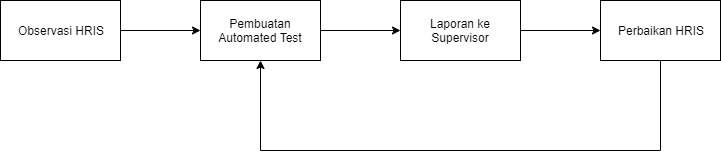 Observasi HRIS
Pembuatan
Automated Test
Laporan ke
Supervisor
Perbaikan HRIS